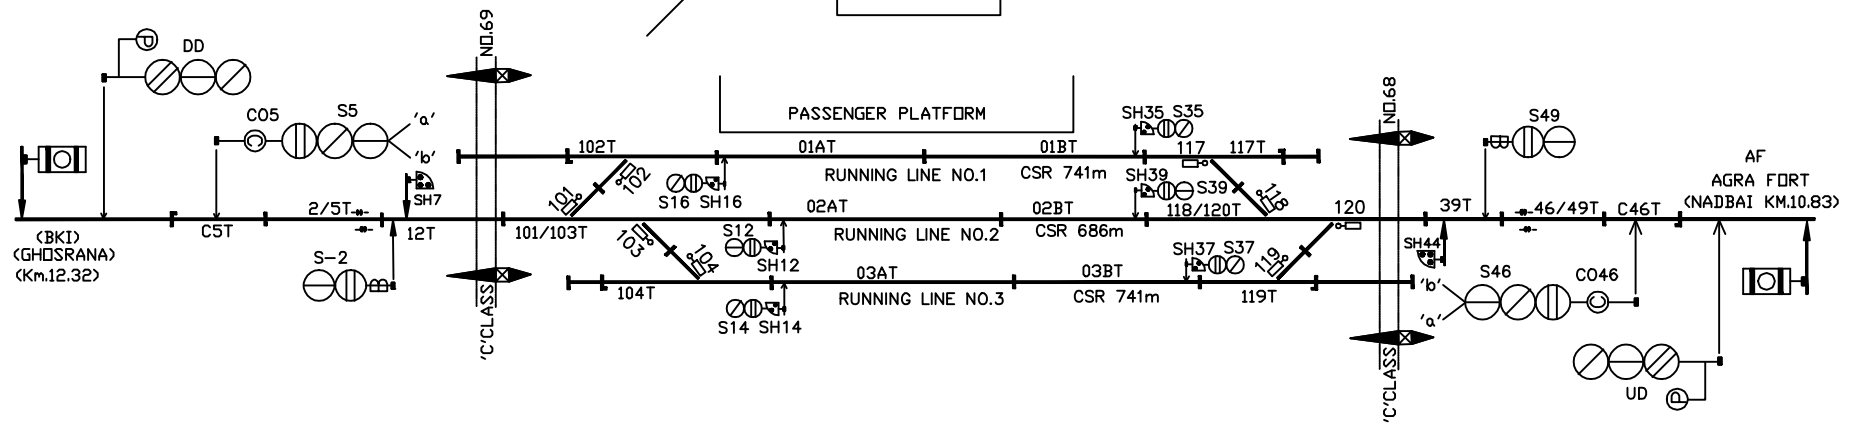 P
DD
NO.69
CO5
C
S5
'a'
'b'
PASSENGER PLATFORM
SH35 S35
NO.68
S49
B
102T
01AT
01BT
117
117T
RUNNING LINE NO.1
CSR 741m
SH7
101
102
S16 SH16
SH39
S39
118
AF
AGRA FORT
(NADBAI KM.10.83)
2/5T
02AT
02BT
118/120T
120
39T
46/49T
C46T
(BKI)
(GHOSRANA)
(Km.12.32)
C5T
12T
101/103T
S12
SH12
RUNNING LINE NO.2
CSR 686m
SH37 S37
SH44
S-2
B
103
104
119
104T
03AT
03BT
119T
S46
CO46
C
'b'
'a'
RUNNING LINE NO.3
CSR 741m
S14 SH14
'C'CLASS
'C'CLASS
UD
P